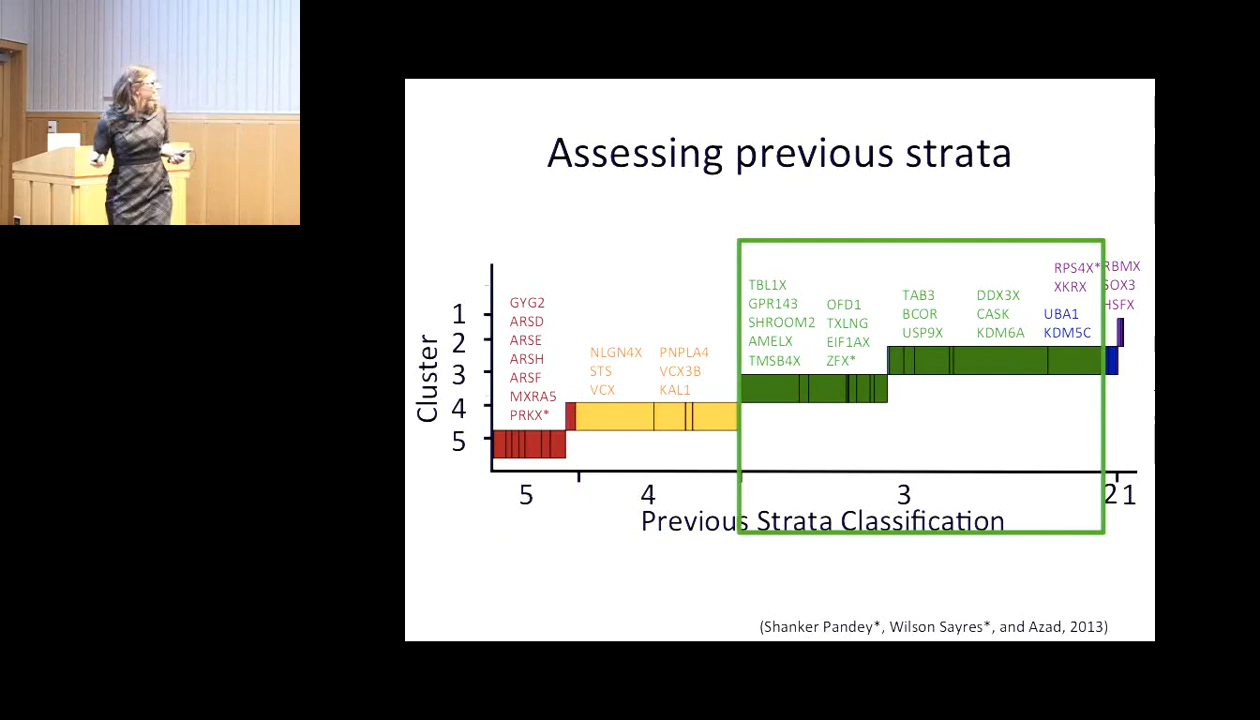 Assessing previous strata
Cluster
1
2
3
4
5
GYG2
ARSD
ARSE
ARSH
ARSF
MXRA5
PRKX*
NLGN4X
STS
VCX
PNPLA4
VCX3B
KAL1
TBL1X
GPR143
SHROOM2
AMELX
TMSB4X
OFD1
TXLNG
EIF1AX
ZFX*
TAB3
BCOR
USP9X
DDX3X
CASK
KDM6A
RPS4X*
XKRX
UBA1
KDM5C
RBMX
SOX3
HSFX
5 4 3 2 1
Previous Strata Classification
(Shanker Pandey*, Wilson Sayres*, and Azad, 2013)